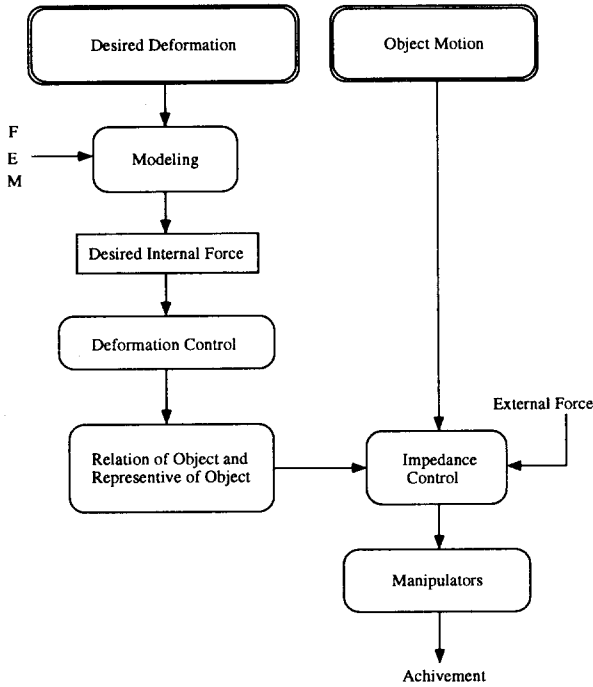 Desired Deformation
Object Motion
F
E
M
Modeling
Desired Internal Force
Deformation Control
External Force
Relation of Object and
Representive of Object
Impedance
Control
Manipulators
Achivement